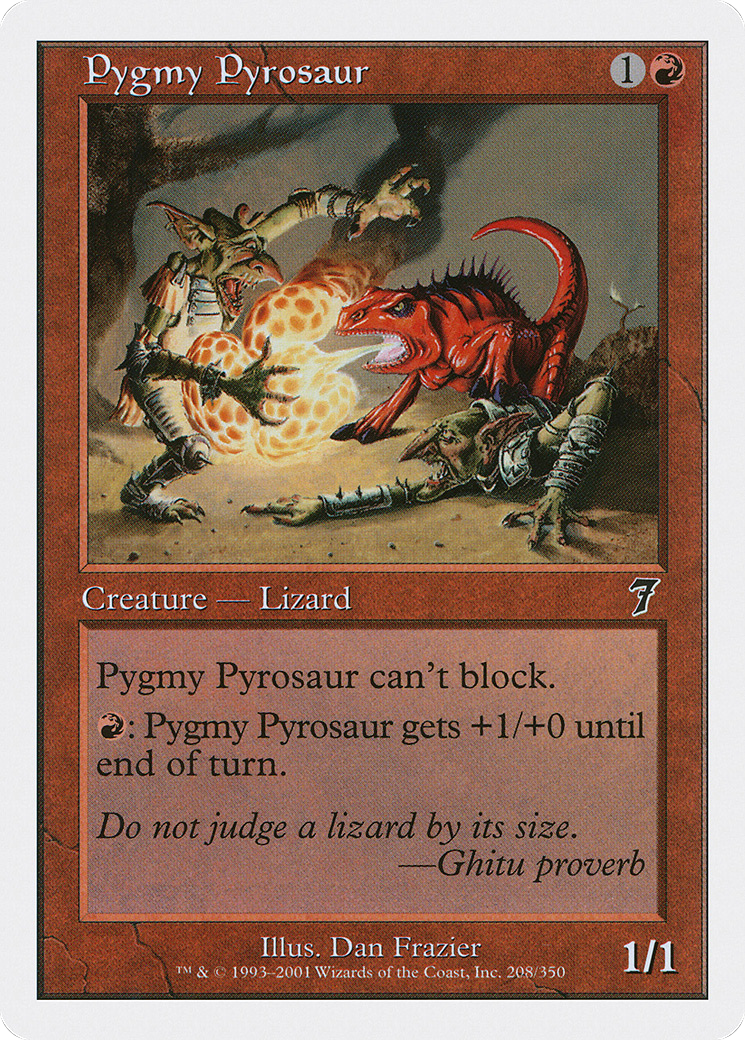 Pygmy Pyrosaur 1
Creature — Lizard 7
Pygmy Pyrosaur can't block.
: Pygmy Pyrosaur gets +1/+0 until
end of turn.
Do not judge a lizard by its size.
—Ghitu proverb
Illus. Dan Frazier
™ & © 1993–2001 Wizards of the Coast, Inc. 208/350
1/1